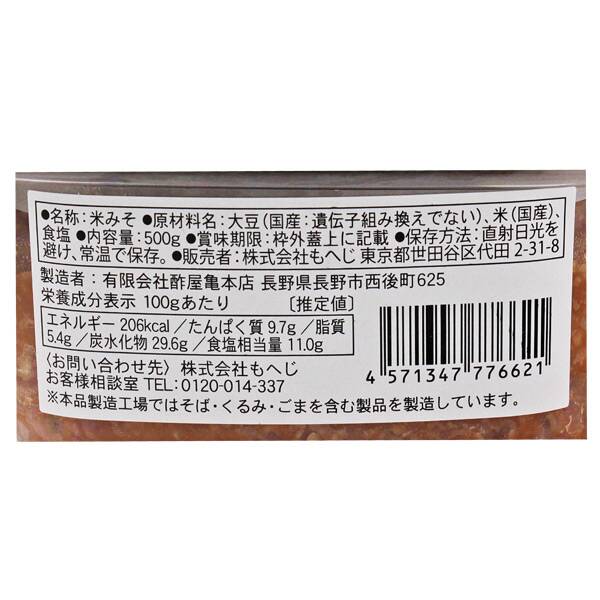 ●名称：米みそ ●原材料名：大豆（国産：遺伝子組み換えでない）、米（国産）、
食塩 ●内容量：500g ●賞味期限：枠外蓋上に記載 ●保存方法：直射日光を
避け、常温で保存。●販売者：株式会社もへじ 東京都世田谷区代田 2-31-8
製造者：有限会社酢屋亀本店 長野県長野市西後町625
栄養成分表示 100gあたり 〔推定値〕
エネルギー 206kcal／たんぱく質 9.7g／脂質
5.4g／炭水化物 29.6g／食塩相当量 11.0g
〈お問い合わせ先〉株式会社もへじ
お客様相談室 TEL：0120-014-337
※本品製造工場ではそば・くるみ・ごまを含む製品を製造しています。
4 571347 776621